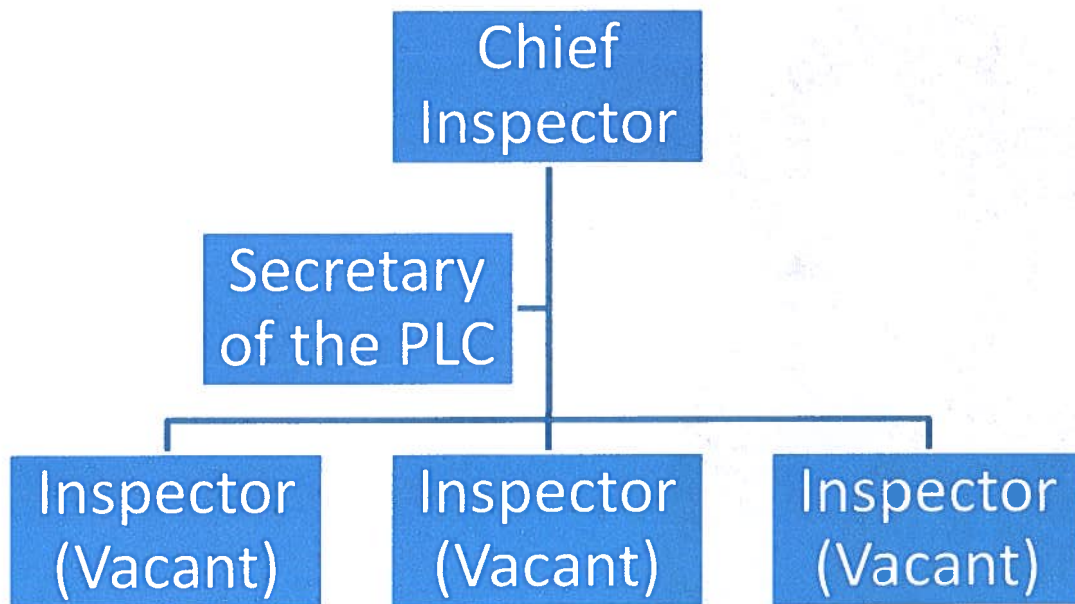 Chief
Inspector
Secretary
of the PLC
Inspector
(Vacant)
Inspector
(Vacant)
Inspector
(Vacant)